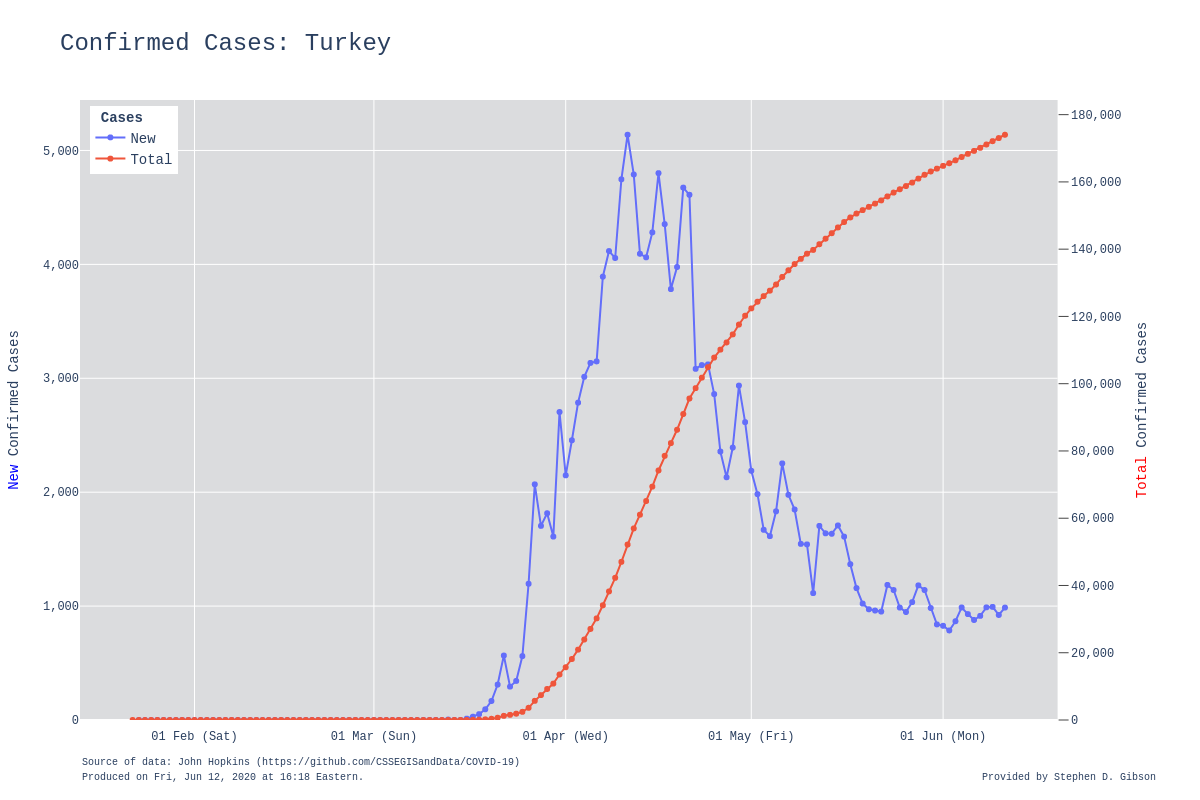 Confirmed Cases: Turkey
Cases
New
Total
5,000
4,000
3,000
2,000
1,000
0
New Confirmed Cases
180,000
160,000
140,000
120,000
100,000
80,000
60,000
40,000
20,000
0
Total Confirmed Cases
01 Feb (Sat) 01 Mar (Sun) 01 Apr (Wed) 01 May (Fri) 01 Jun (Mon)
Source of data: John Hopkins (https://github.com/CSSEGISandData/COVID-19)
Produced on Fri, Jun 12, 2020 at 16:18 Eastern.
Provided by Stephen D. Gibson